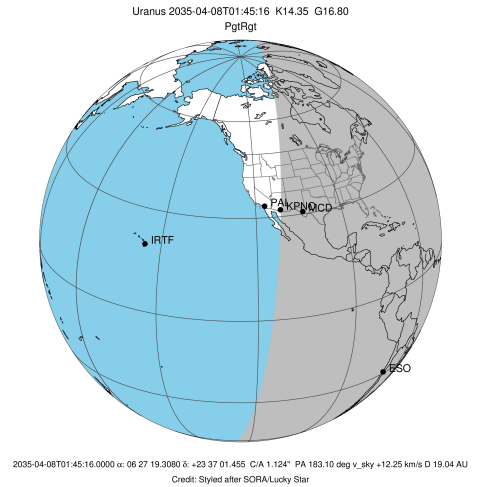 Uranus 2035-04-08T01:45:16 K14.35 G16.80
PgtRgt
PAL
KPNO
MCD
IRTF
ESO
2035-04-08T01:45:16.0000 α: 06 27 19.3080 δ: +23 37 01.455 C/A 1.124" PA 183.10 deg v_sky +12.25 km/s D 19.04 AU
Credit: Styled after SORA/Lucky Star